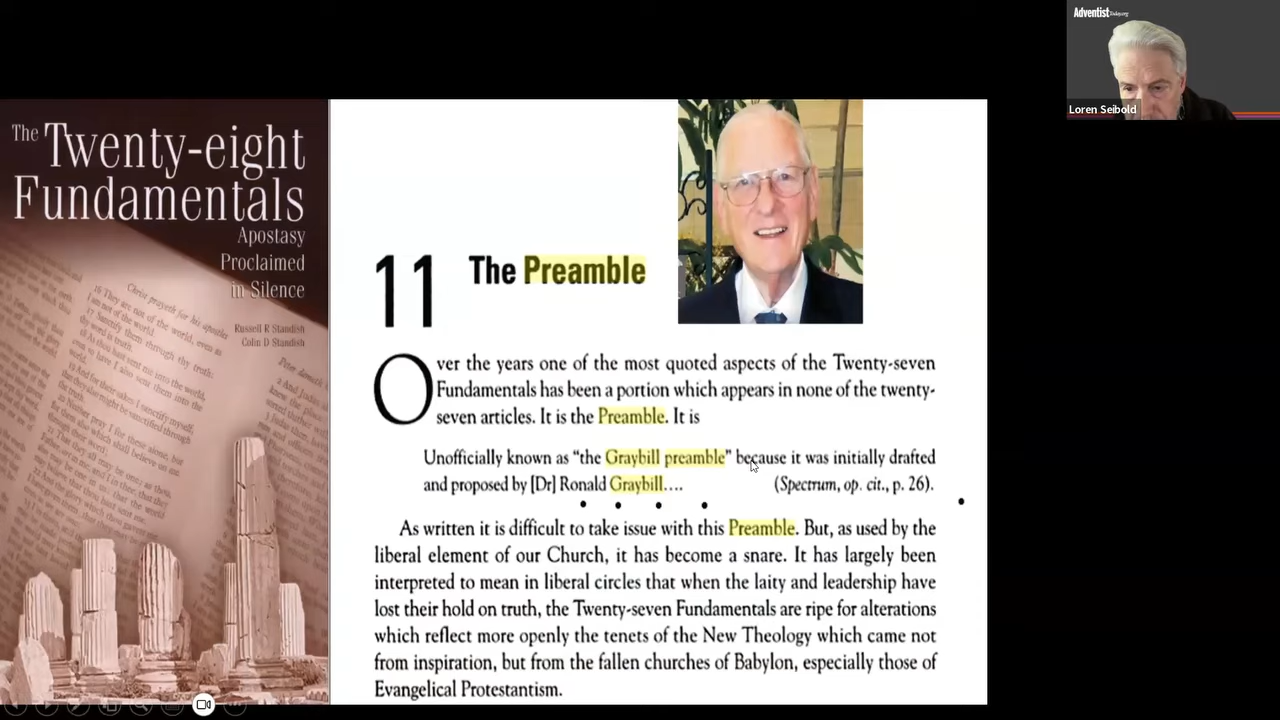 AdventistToday.org
Loren Seibold
The
Twenty-eight
Fundamentals
Apostasy
Proclaimed
in Silence
Russell R Standish
Colin D Standish
11 The Preamble
Over the years one of the most quoted aspects of the Twenty-seven
Fundamentals has been a portion which appears in none of the twenty-
seven articles. It is the Preamble. It is
Unofficially known as “the Graybill preamble” because it was initially drafted
and proposed by [Dr] Ronald Graybill…. (Spectrum, op. cit., p. 26).
As written it is difficult to take issue with this Preamble. But, as used by the
liberal element of our Church, it has become a snare. It has largely been
interpreted to mean in liberal circles that when the laity and leadership have
lost their hold on truth, the Twenty-seven Fundamentals are ripe for alterations
which reflect more openly the tenets of the New Theology which came not
from inspiration, but from the fallen churches of Babylon, especially those of
Evangelical Protestantism.